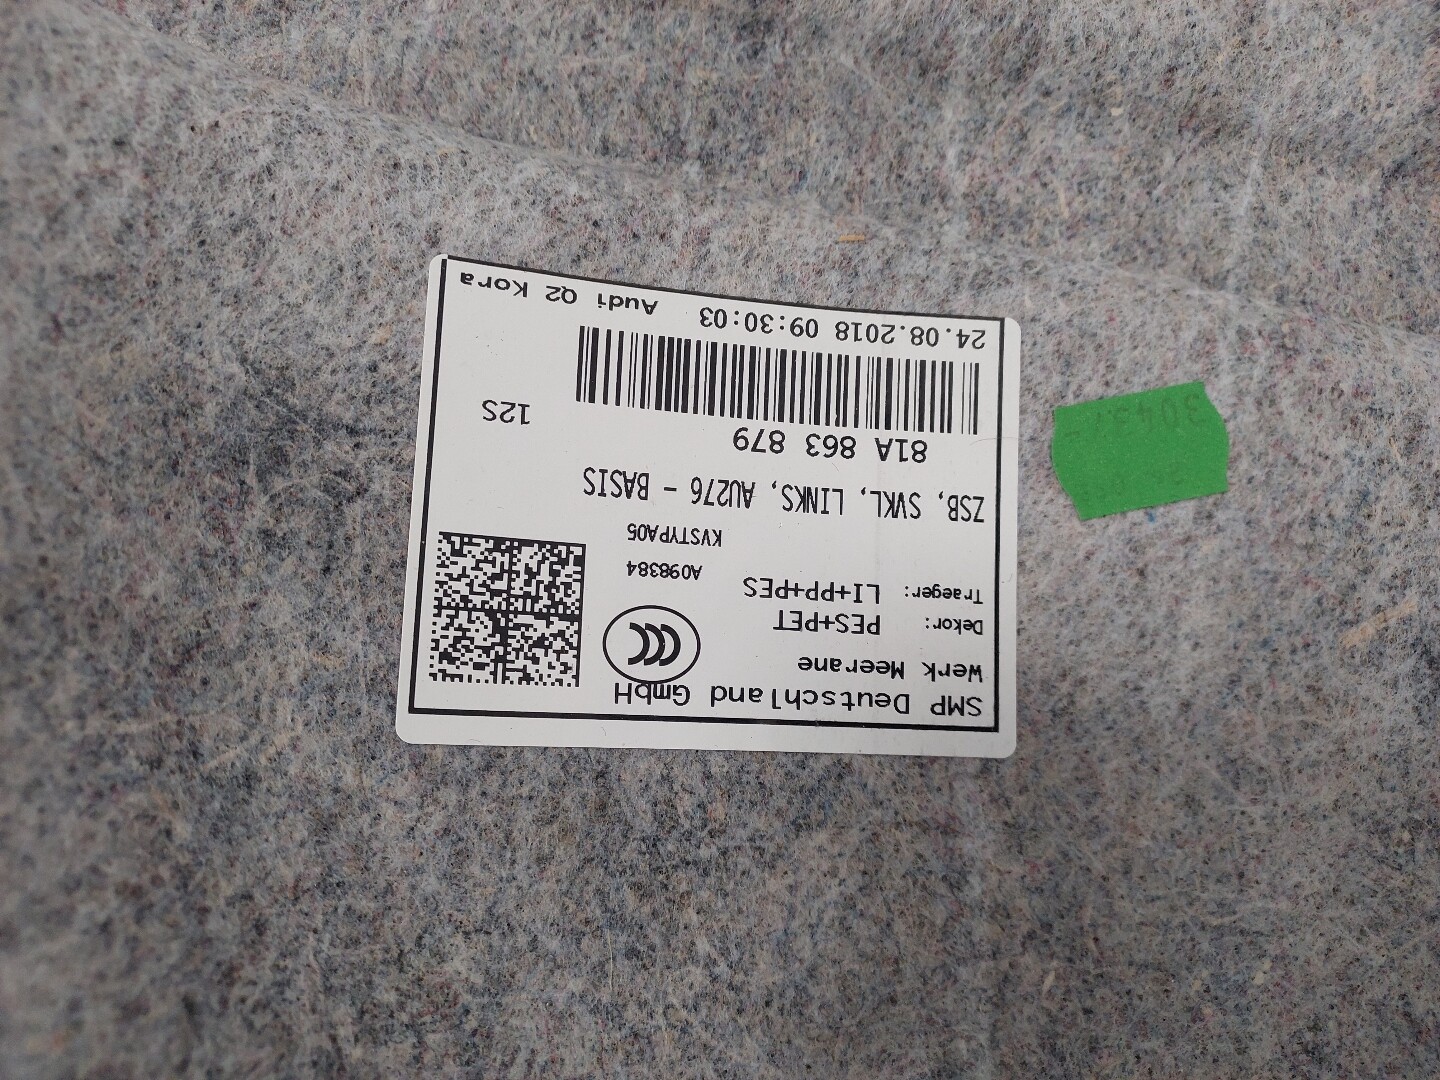 SMP Deutschland GmbH
Werk Meerane
Dekor: PES+PET
Traeger: LI+PP+PES
A098384
KVSTYPA05
ZSB, SVKL, LINKS, AU276 - BASIS
81A 863 879
12S
24.08.2018 09:30:03 Audi Q2 Kora